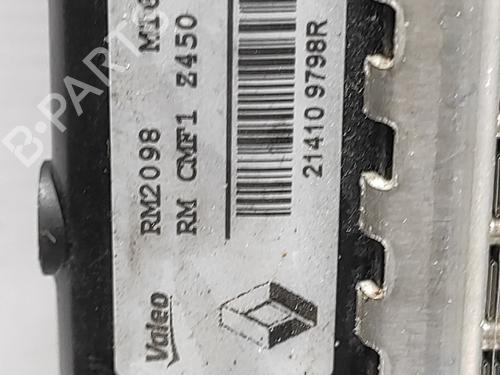 RM2098
RM CMF1 Z450
21410 9798R
Valeo
B-PARTS